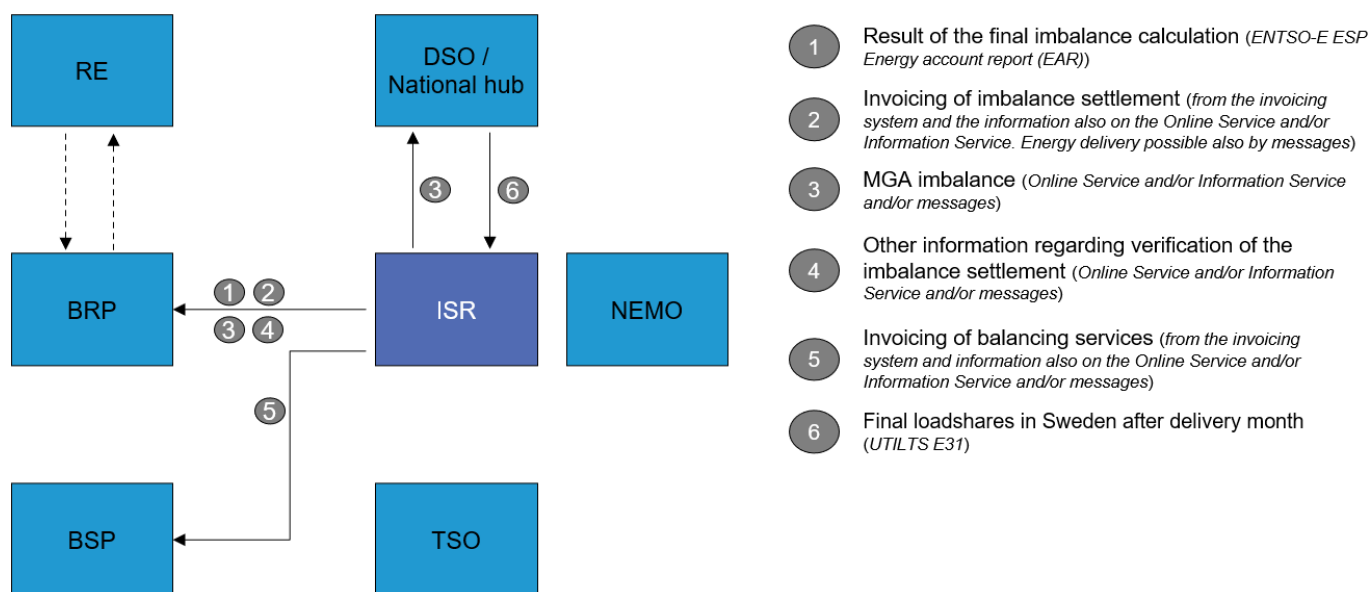 RE
DSO /
National hub
3
6
BRP
1 2
3 4
ISR
NEMO
5
BSP
TSO
1
Result of the final imbalance calculation (ENTSO-E ESP
Energy account report (EAR))
2
Invoicing of imbalance settlement (from the invoicing
system and the information also on the Online Service and/or
Information Service. Energy delivery possible also by messages)
3
MGA imbalance (Online Service and/or Information Service
and/or messages)
4
Other information regarding verification of the
imbalance settlement (Online Service and/or Information
Service and/or messages)
5
Invoicing of balancing services (from the invoicing
system and information also on the Online Service and/or
Information Service and/or messages)
6
Final loadshares in Sweden after delivery month
(UTILTS E31)